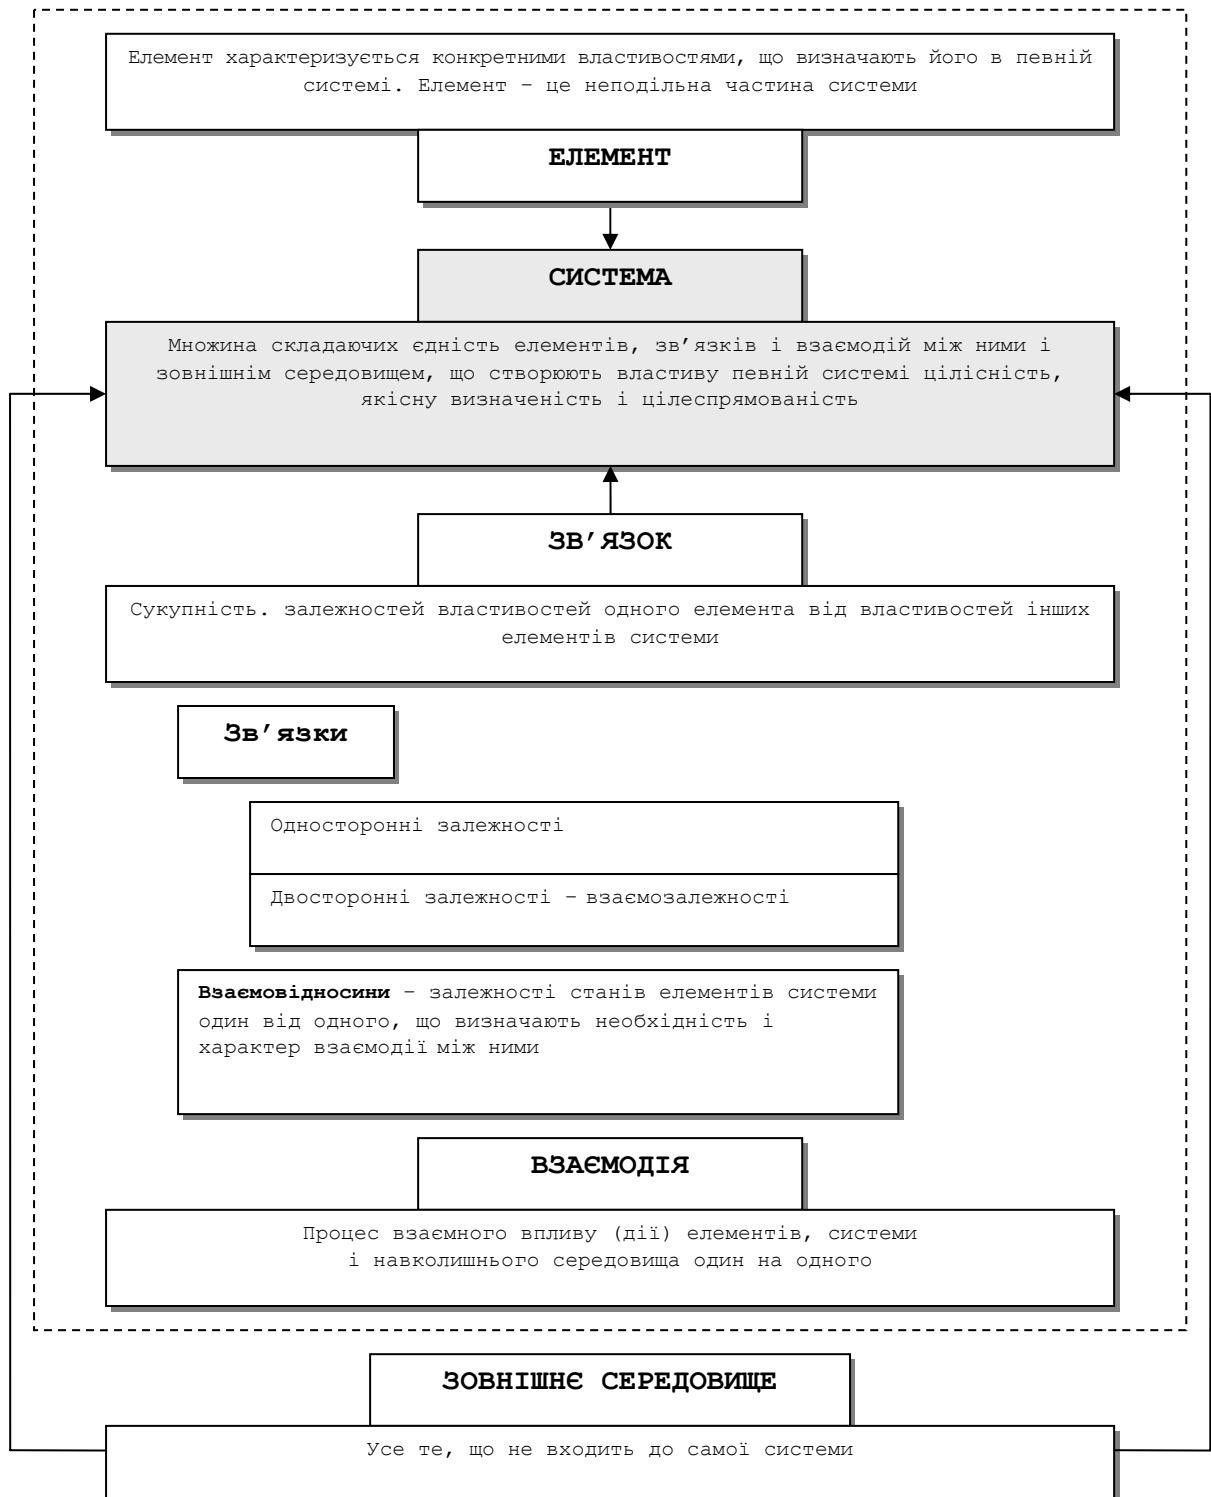 Елемент характеризується конкретними властивостями, що визначають його в певній
системі. Елемент – це неподільна частина системи
ЕЛЕМЕНТ
СИСТЕМА
Множина складаючих єдність елементів, зв’язків і взаємодій між ними і
зовнішнім середовищем, що створюють властиву певній системі цілісність,
якісну визначеність і цілеспрямованість
ЗВ’ЯЗОК
Сукупність. залежностей властивостей одного елемента від властивостей інших
елементів системи
Зв’язки
Односторонні залежності
Двосторонні залежності – взаємозалежності
Взаємовідносини – залежності станів елементів системи
один від одного, що визначають необхідність і
характер взаємодії між ними
ВЗАЄМОДІЯ
Процес взаємного впливу (дії) елементів, системи
і навколишнього середовища один на одного
ЗОВНІШНЄ СЕРЕДОВИЩЕ
Усе те, що не входить до самої системи